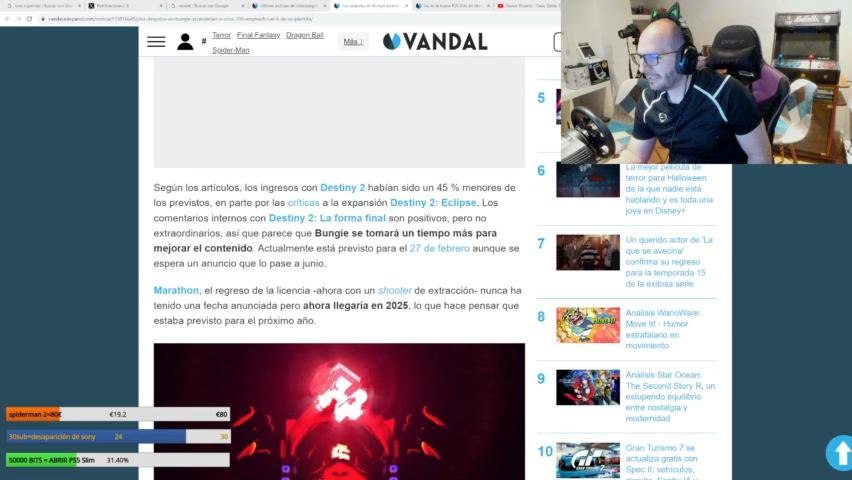 Terror Final Fantasy Dragon Ball
# Más ↓ VANDAL
Spider-Man
5
Según los artículos, los ingresos con Destiny 2 habían sido un 45 % menores de
los previstos, en parte por las críticas a la expansión Destiny 2: Eclipse. Los
comentarios internos con Destiny 2: La forma final son positivos, pero no
extraordinarios, así que parece que Bungie se tomará un tiempo más para
mejorar el contenido. Actualmente está previsto para el 27 de febrero aunque se
espera un anuncio que lo pase a junio.
Marathon, el regreso de la licencia -ahora con un shooter de extracción- nunca ha
tenido una fecha anunciada pero ahora llegaría en 2025, lo que hace pensar que
estaba previsto para el próximo año.
6
La mejor película de
terror para Halloween
de la que nadie está
hablando y es toda una
joya en Disney+
7
Un querido actor de 'La
que se avecina'
confirma su regreso
para la temporada 15
de la exitosa serie
8
Análisis WarioWare:
Move It! - Humor
estrafalario en
movimiento
9
Análisis Star Ocean:
The Second Story R, un
estupendo equilibrio
entre nostalgia y
modernidad
10
Gran Turismo 7 se
actualiza gratis con
Spec II: vehículos,
spiderman 2=80€ €19.2 €80
30sub=desaparición de sony 24 30
50000 BITS = ABRIR PS5 Slim 31.40%